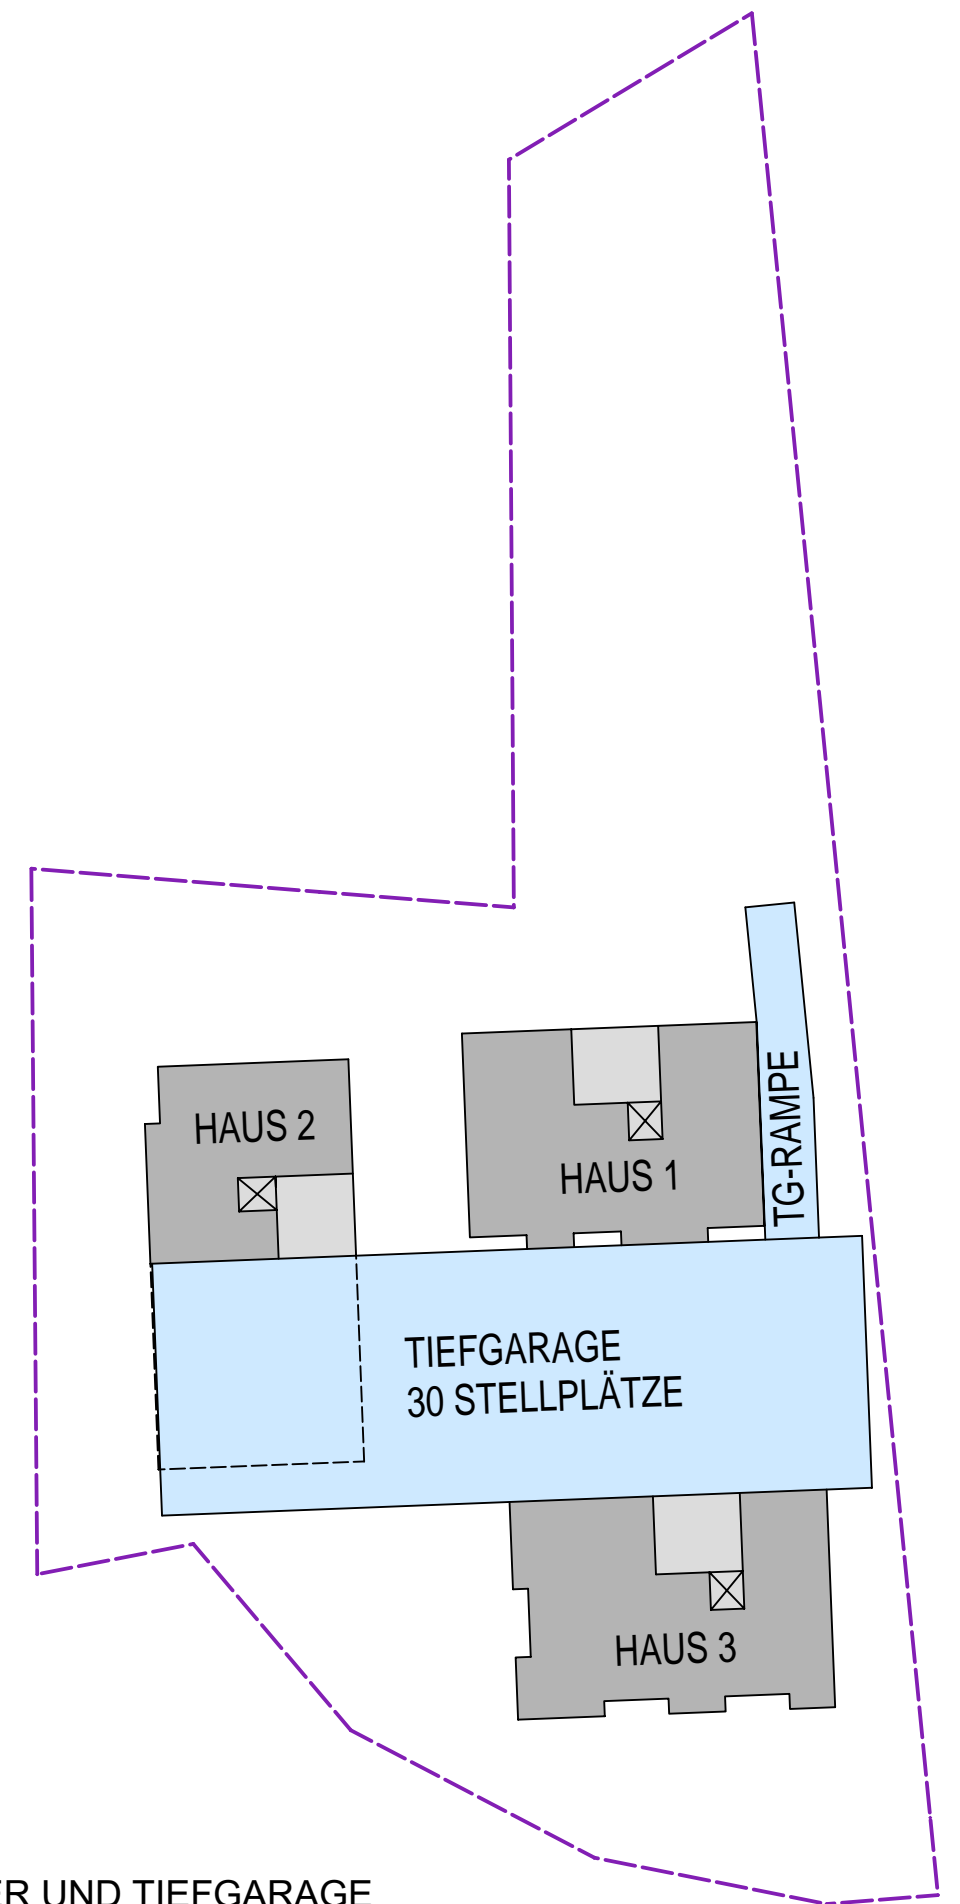 HAUS 2
HAUS 1
TG-RAMPE
TIEFGARAGE
30 STELLPLÄTZE
HAUS 3
UND TIEFGARAGE